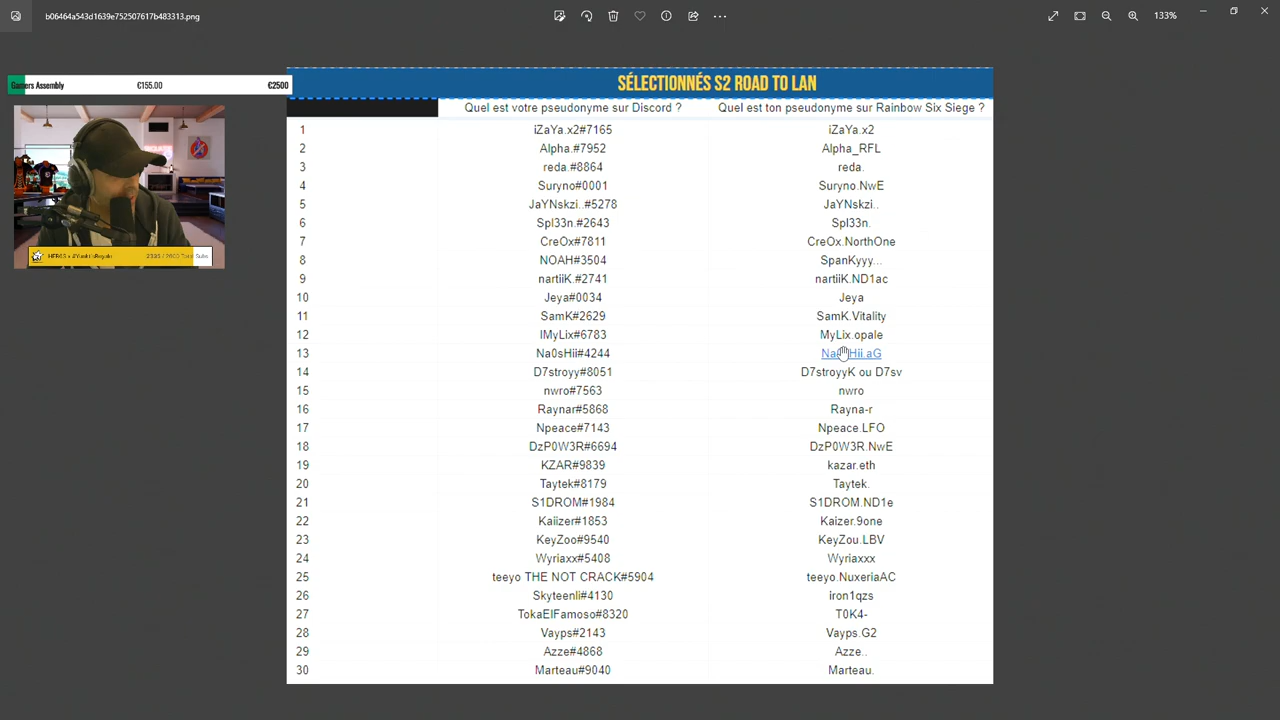 b06464a543d1639e752507617b483313.png
133%
Gamers Assembly €155.00 €2500
SÉLECTIONNÉS S2 ROAD TO LAN
Quel est votre pseudonyme sur Discord ? Quel est ton pseudonyme sur Rainbow Six Siege ?
1 iZaYa.x2#7165 iZaYa.x2
2 Alpha.#7952 Alpha_RFL
3 reda.#8864 reda.
4 Suryno#0001 Suryno.NwE
5 JaYNskzi..#5278 JaYNskzi..
6 Spl33n.#2643 Spl33n.
7 CreOx#7811 CreOx.NorthOne
8 NOAH#3504 SpanKyyy...
9 nartiiK.#2741 nartiiK.ND1ac
10 Jeya#0034 Jeya
11 SamK#2629 SamK.Vitality
12 IMyLix#6783 MyLix.opale
13 Na0sHii#4244
14 D7stroyy#8051 D7stroyyK ou D7sv
15 nwro#7563 nwro
16 Raynar#5868 Rayna-r
17 Npeace#7143 Npeace.LFO
18 DzP0W3R#6694 DzP0W3R.NwE
19 KZAR#9839 kazar.eth
20 Taytek#8179 Taytek.
21 S1DROM#1984 S1DROM.ND1e
22 Kaiizer#1853 Kaizer.9one
23 KeyZoo#9540 KeyZou.LBV
24 Wyriaxx#5408 Wyriaxxx
25 teeyo THE NOT CRACK#5904 teeyo.NuxeriaAC
26 Skyteenli#4130 iron1qzs
27 TokaElFamoso#8320 T0K4-
28 Vayps#2143 Vayps.G2
29 Azze#4868 Azze..
30 Marteau#9040 Marteau.